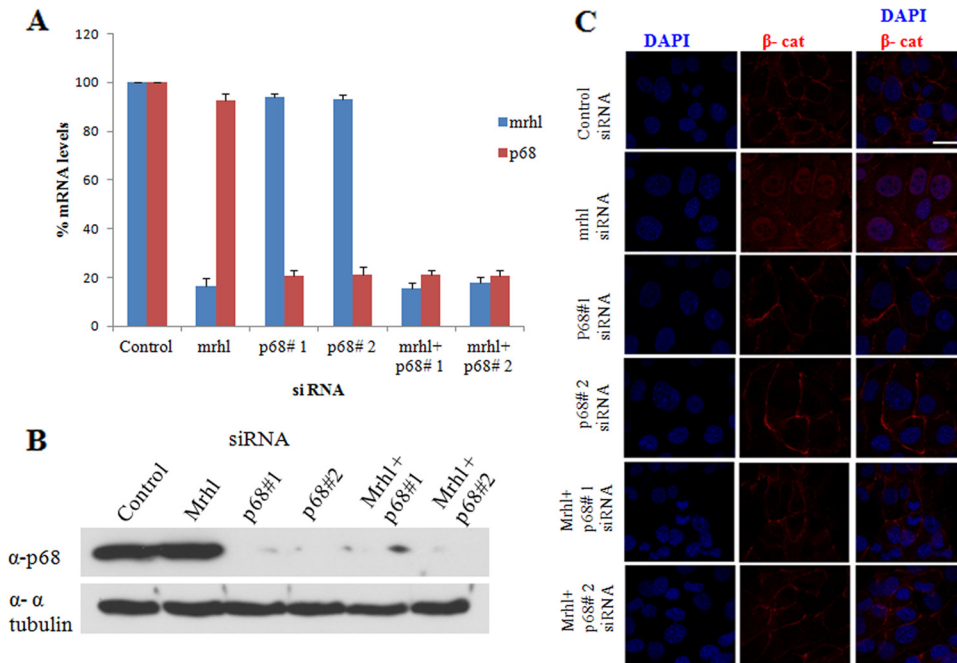 A
% mRNA levels
120
100
80
60
40
20
0
mrhl
p68
Control
mrhl
p68# 1
p68# 2
mrhl+
p68# 1
mrhl+
p68# 2
si RNA
B
siRNA
Control
Mrhl
p68#1
p68#2
Mrhl+
p68#1
Mrhl+
p68#2
α-p68
α- α
tubulin
C
DAPI
β- cat
DAPI
β- cat
Control
siRNA
mrhl
siRNA
P68#1
siRNA
p68# 2
siRNA
Mrhl+
p68# 1
siRNA
Mrhl+
p68# 2
siRNA